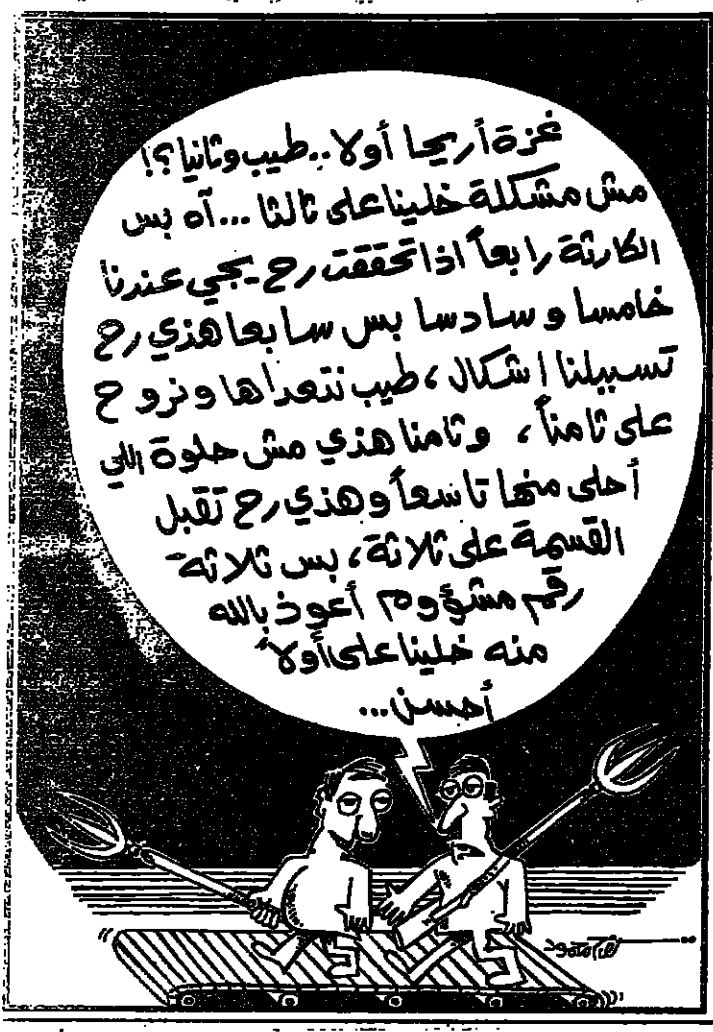 غزة أريحا أولا .. طيب وثانيا؟!
مش مشكلة خلينا على ثالثا ... آه بس
الكارثة رابعاً اذا تحققت رح يجي عندنا
خامسا و سادسا بس سابعا هذي رح
تسببلنا اشكال، طيب نتعداها ونروح
على ثامناً، وثامنا هذي مش حلوة اللي
أحلى منها تاسعاً وهذي رح تقبل
القسمة على ثلاثة، بس ثلاثة
رقم مشؤوم أعوذ بالله
منه خلينا على أولاً
أحسن...